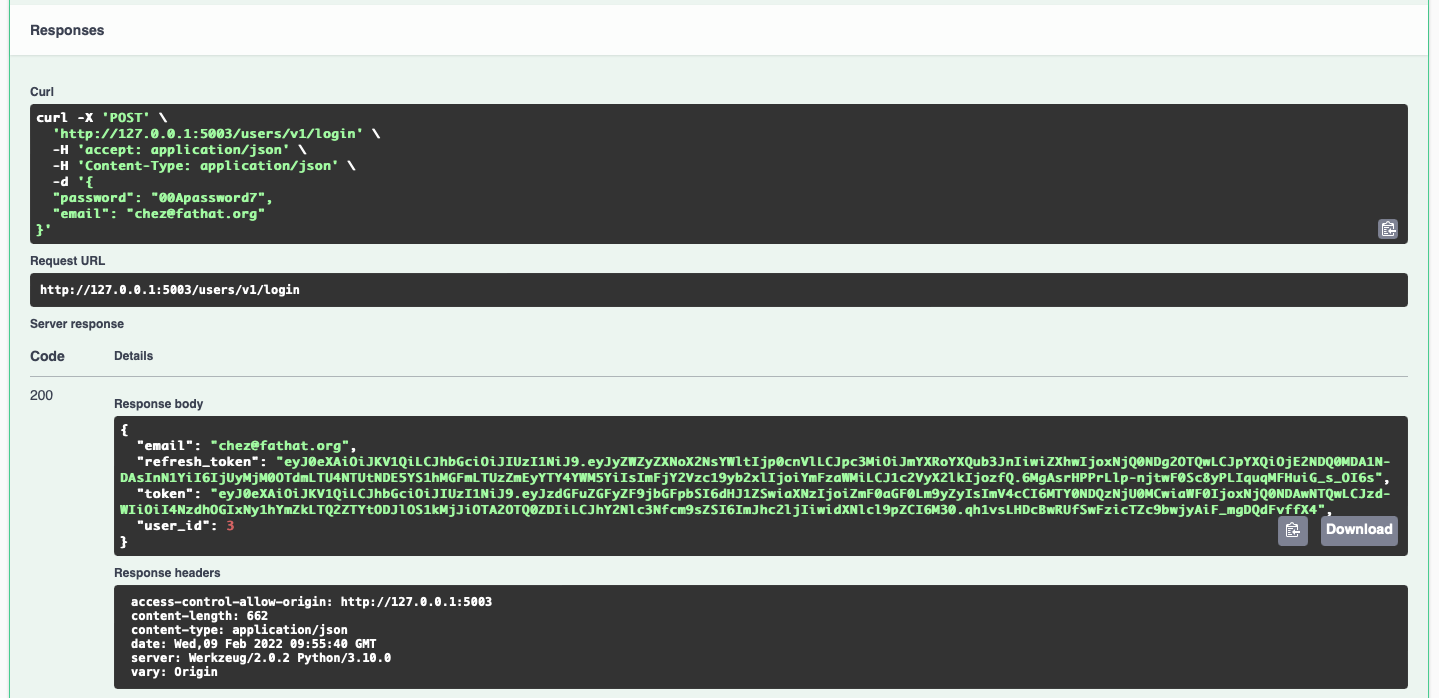 Responses
Curl
curl -X 'POST' \
'http://127.0.0.1:5003/users/v1/login' \
-H 'accept: application/json' \
-H 'Content-Type: application/json' \
-d '{
"password": "00Apassword7",
"email": "chez@fathat.org"
}'
Request URL
http://127.0.0.1:5003/users/v1/login
Server response
Code Details
200
Response body
{
"email": "chez@fathat.org",
"refresh_token": "eyJ0eXAiOiJKV1QiLCJhbGciOiJIUzI1NiJ9.eyJyZWZyZXNoX2NsYWltIjp0cnVlLCJpc3MiOiJmYXRoYXQub3JnIiwiZXhwIjoxNjQ0NDg2OTQwLCJpYXQiOjE2NDQ0MDA1N-
DAsInN1YiI6IjUyMjM0OTdmLTU4NTUtNDE5YS1hMGFmLTUzZmEyYTY4YWM5YiIsImFjY2Vzc19yb2xlIjoiYmFzaWMiLCJ1c2VyX2lkIjozfQ.6MgAsrHPPrLlp-njtwF0Sc8yPLIquqMFHuiG_s_OI6s",
"token": "eyJ0eXAiOiJKV1QiLCJhbGciOiJIUzI1NiJ9.eyJzdGFuZGFyZF9jbGFpbSI6dHJ1ZSwiaXNzIjoiZmF0aGF0Lm9yZyIsImV4cCI6MTY0NDQzNjU0MCwiaWF0IjoxNjQ0NDAwNTQwLCJzd-
WIiOiI4NzdhOGIxNy1hYmZkLTQ2ZTYtODJlOS1kMjJiOTA2OTQ0ZDIiLCJhY2Nlc3Nfcm9sZSI6ImJhc2ljIiwidXNlcl9pZCI6M30.qh1vsLHDcBwRUfSwFzicTZc9bwjyAiF_mgDQdFvffX4",
"user_id": 3
}
Download
Response headers
access-control-allow-origin: http://127.0.0.1:5003
content-length: 662
content-type: application/json
date: Wed,09 Feb 2022 09:55:40 GMT
server: Werkzeug/2.0.2 Python/3.10.0
vary: Origin